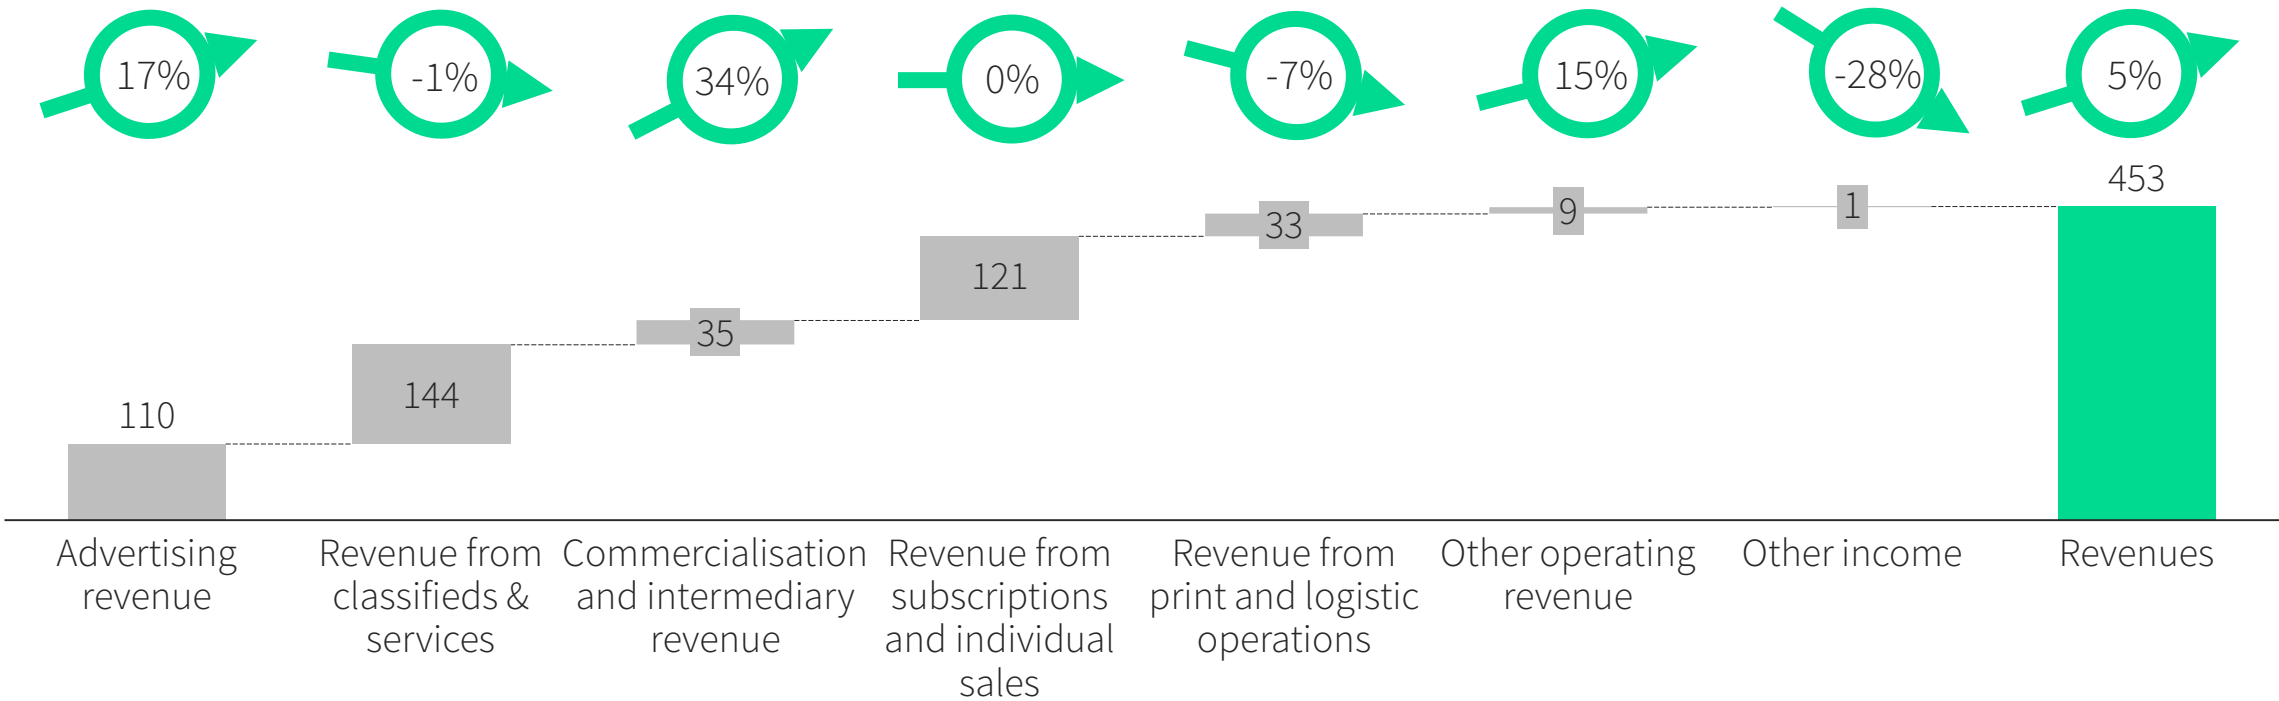 17%
-1%
34%
0%
-7%
15%
-28%
5%
110
144
35
121
33
9
1
453
Advertising
revenue
Revenue from
classifieds &
services
Commercialisation
and intermediary
revenue
Revenue from
subscriptions
and individual
sales
Revenue from
print and logistic
operations
Other operating
revenue
Other income
Revenues